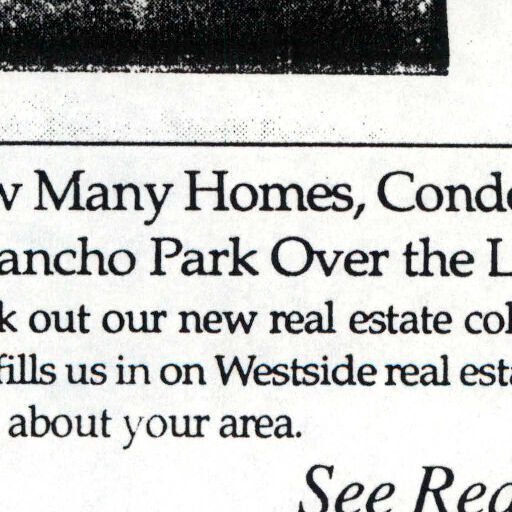 w Many Homes, Condo
ancho Park Over the L
k out our new real estate col
fills us in on Westside real esta
about your area.
See Rea